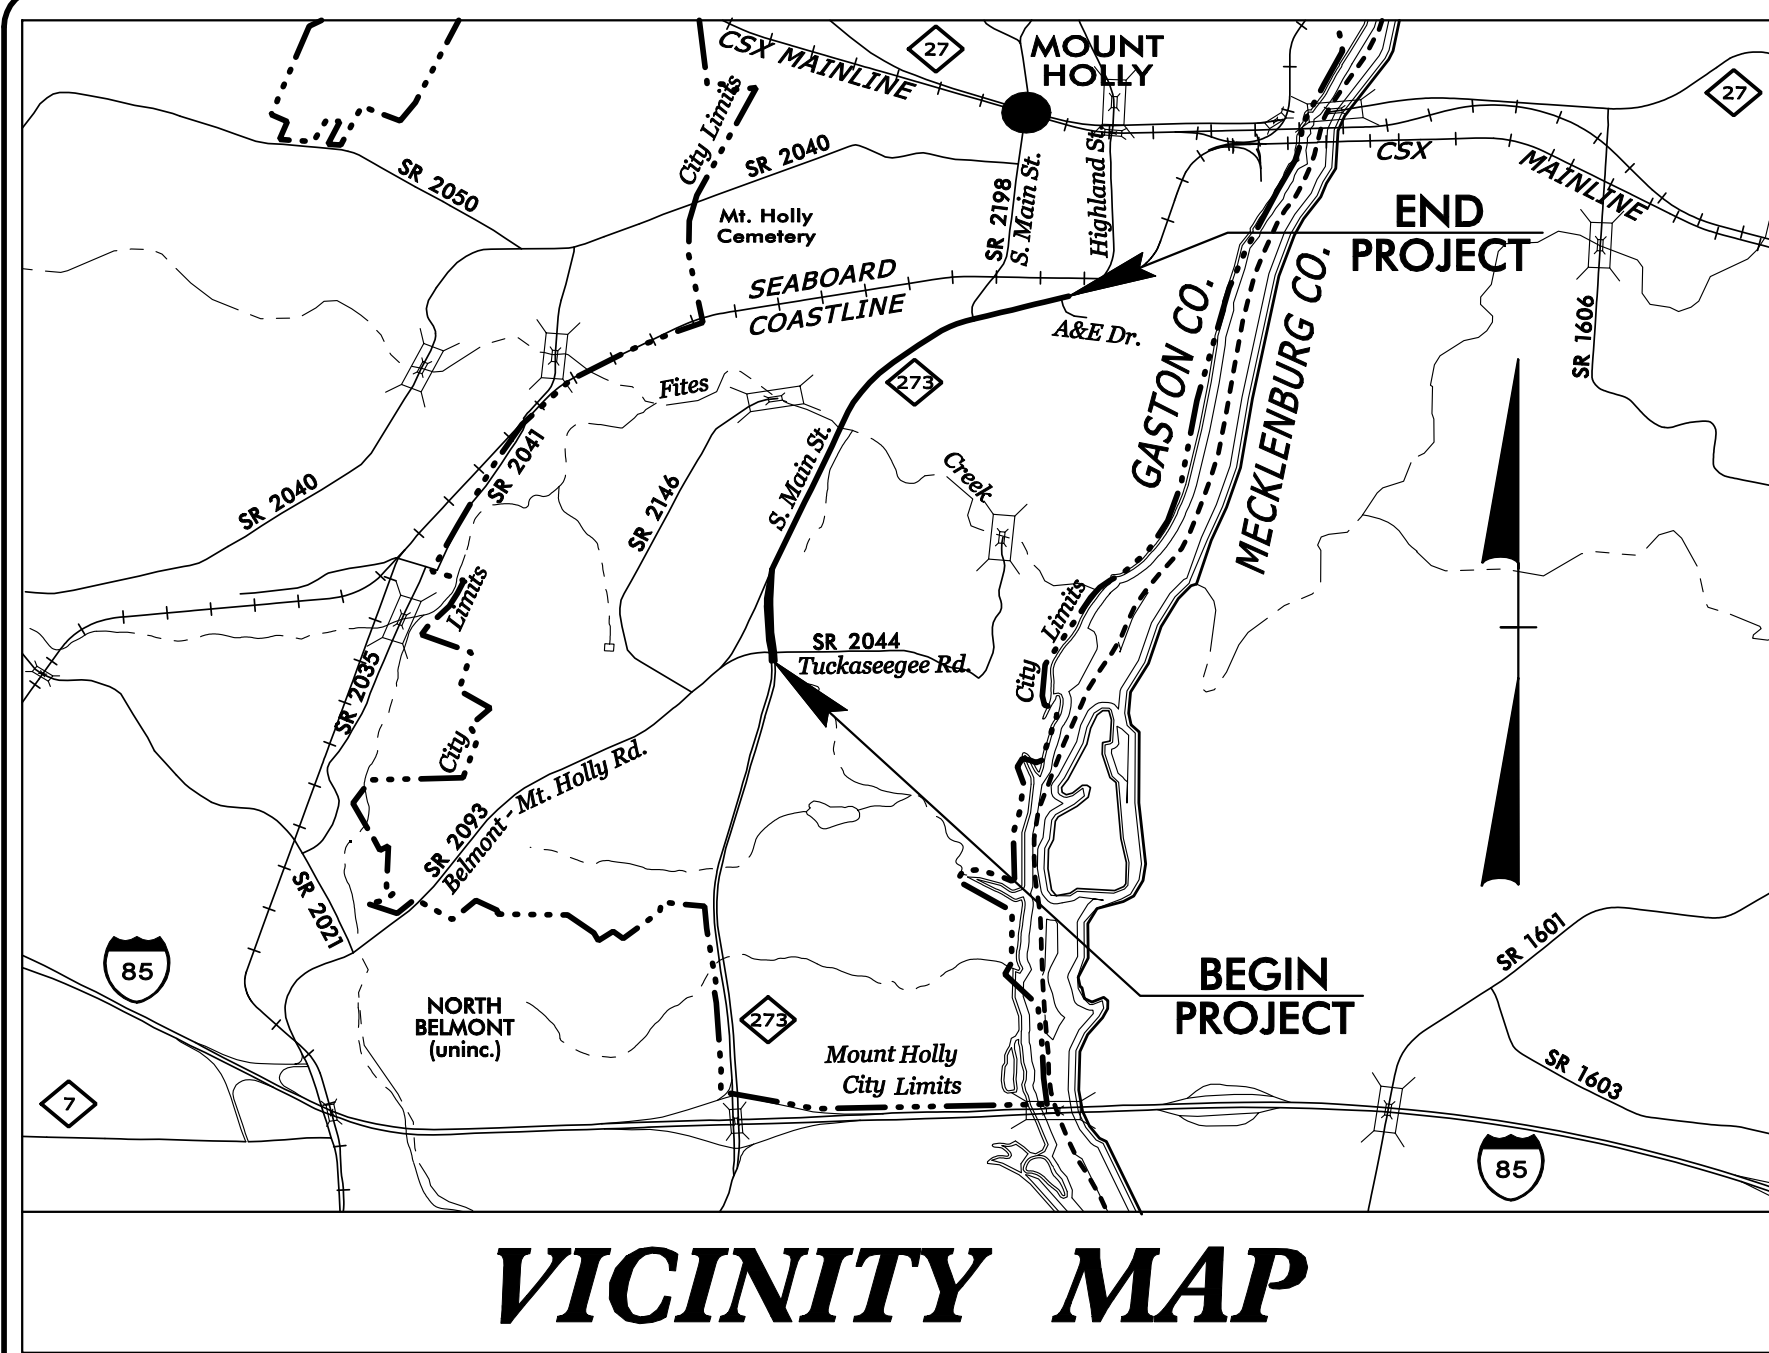 27
MOUNT
HOLLY
CSX MAINLINE
27
City Limits
SR 2040
SR 2050
CSX
MAINLINE
Mt. Holly
Cemetery
SR 2198
S. Main St.
Highland St.
END
PROJECT
SEABOARD
COASTLINE
A&E Dr.
GASTON CO.
MECKLENBURG CO.
SR 1606
Fites
273
Creek
SR 2041
S. Main St.
SR 2146
SR 2040
Limits
Limits
City
SR 2044
Tuckaseegee Rd.
SR 2035
City
Belmont - Mt. Holly Rd.
SR 2093
SR 2021
85
NORTH
BELMONT
(uninc.)
273
BEGIN
PROJECT
SR 1601
Mount Holly
City Limits
SR 1603
7
85
VICINITY MAP